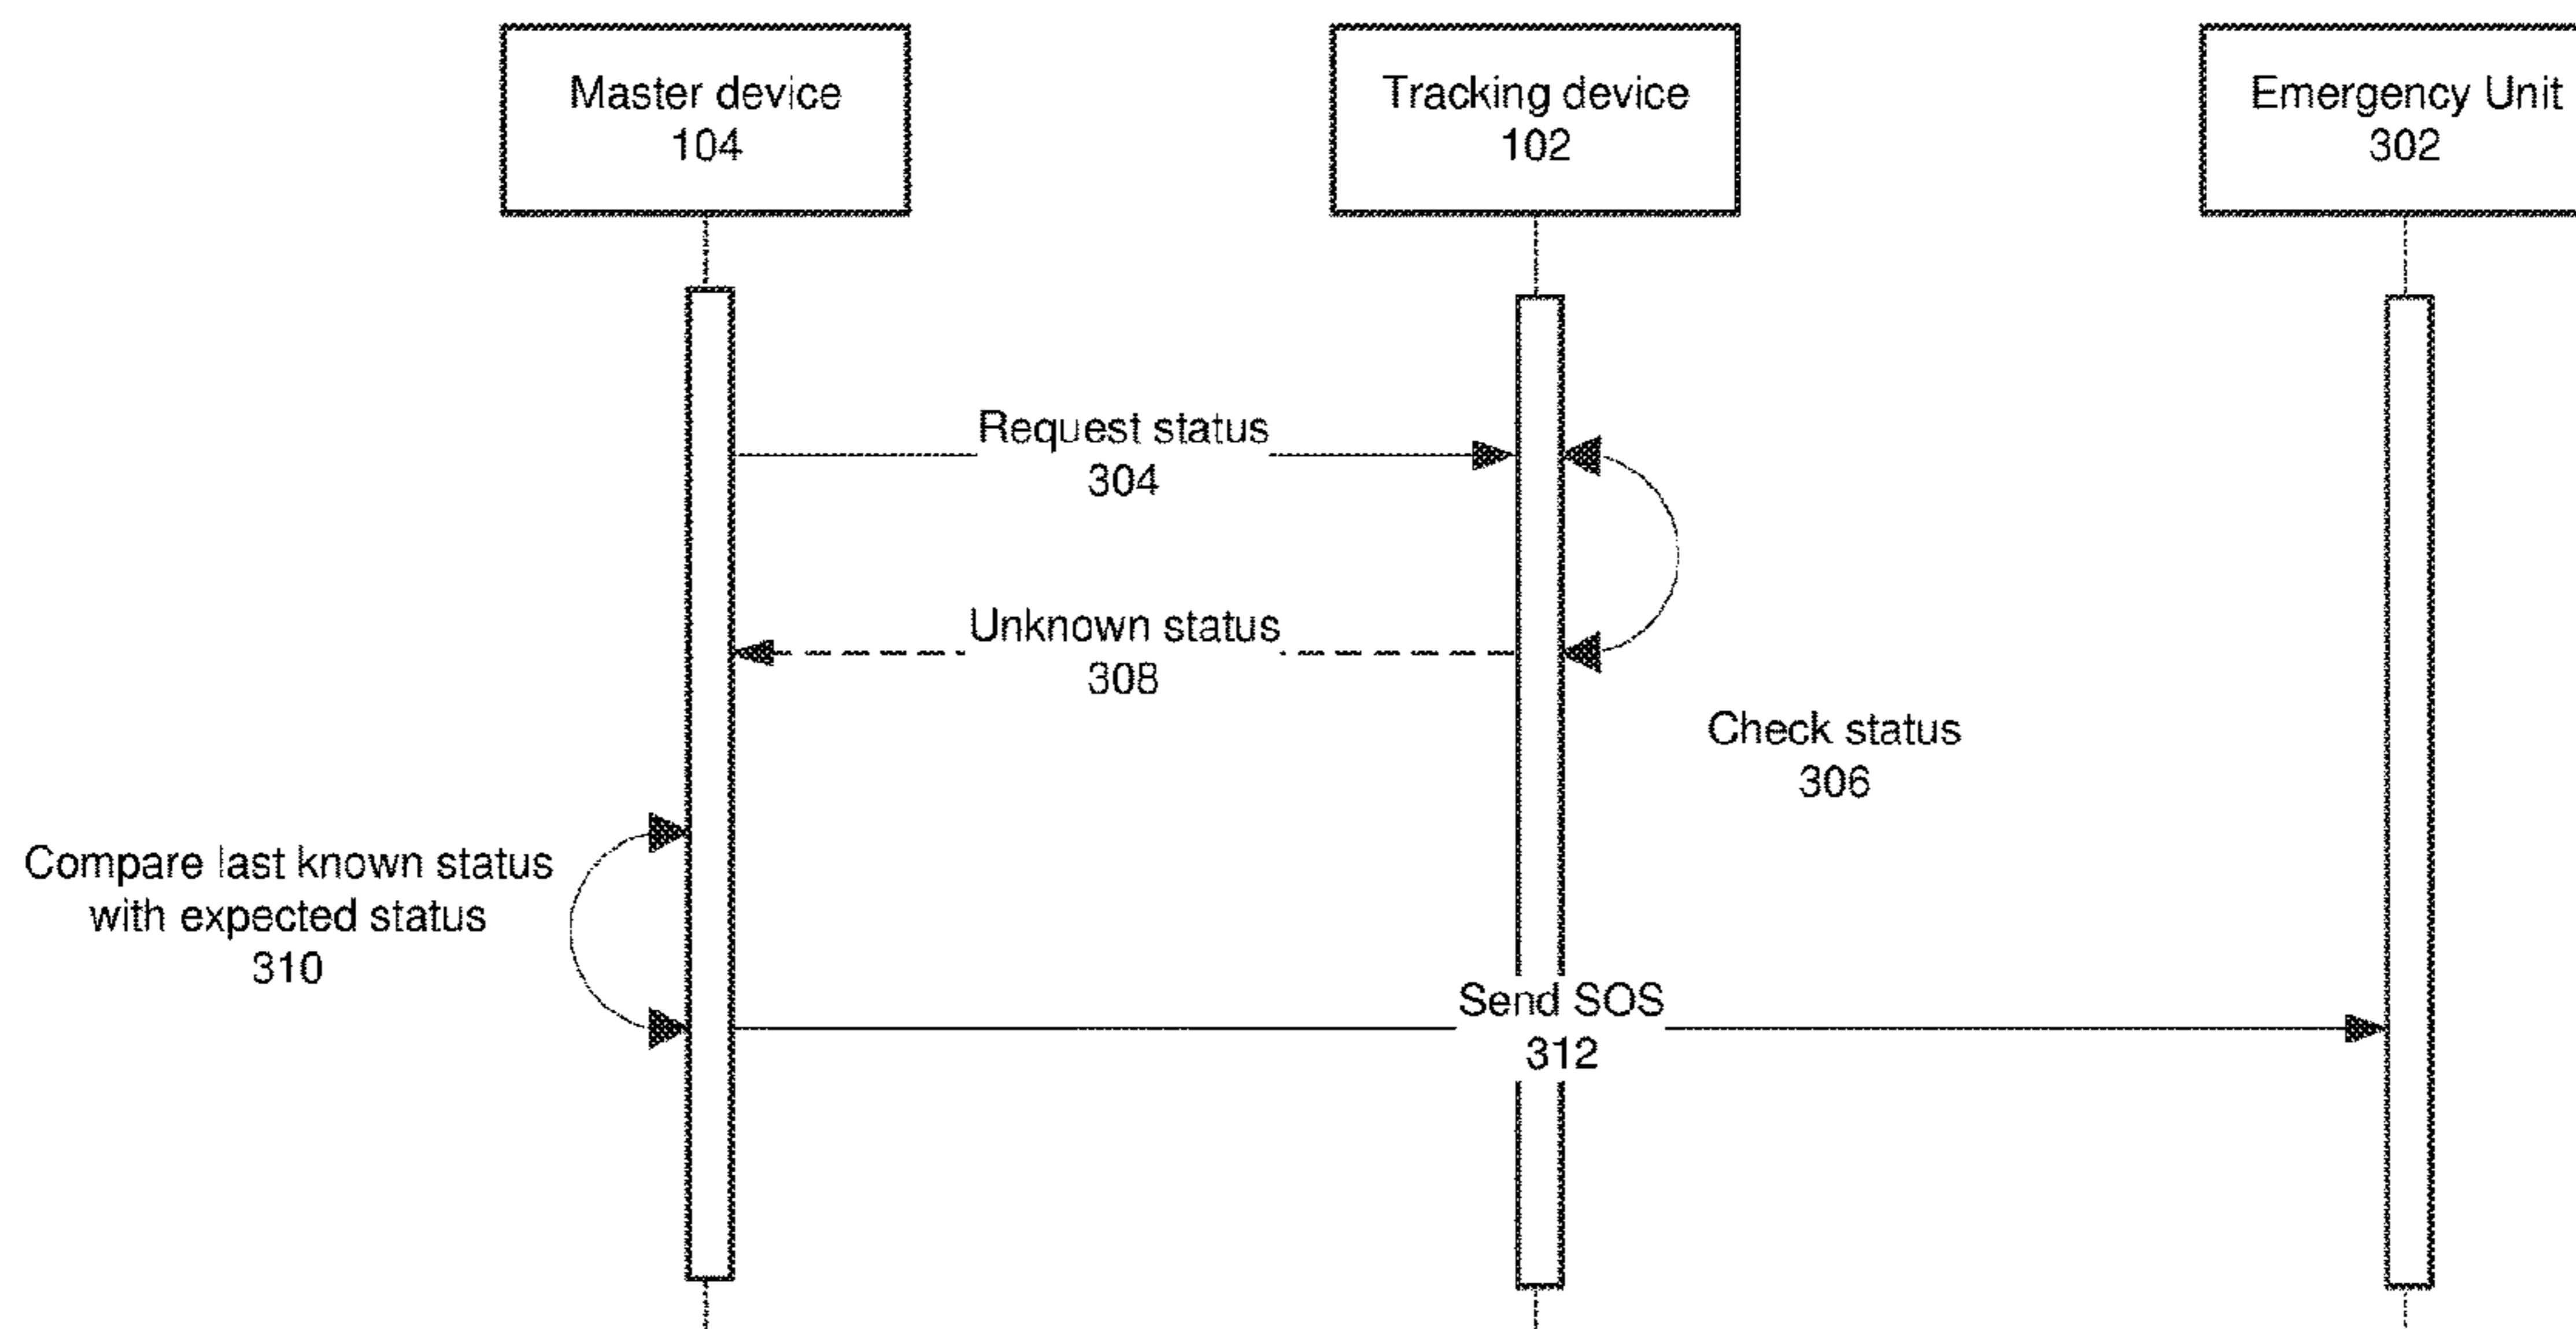 Master device
104
Tracking device
102
Emergency Unit
302
Request status
304
Unknown status
308
Check status
306
Compare last known status
with expected status
310
Send SOS
312